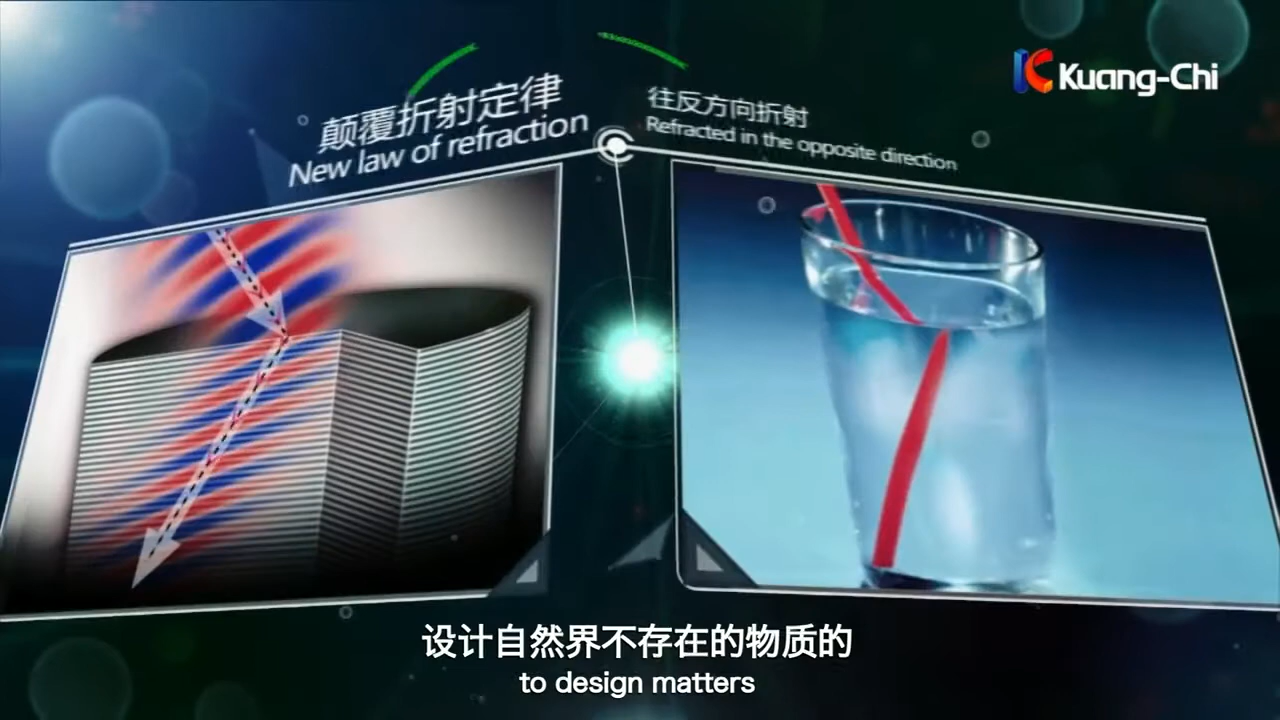 Kuang-Chi
颠覆折射定律
New law of refraction
往反方向折射
Refracted in the opposite direction
设计自然界不存在的物质的
to design matters